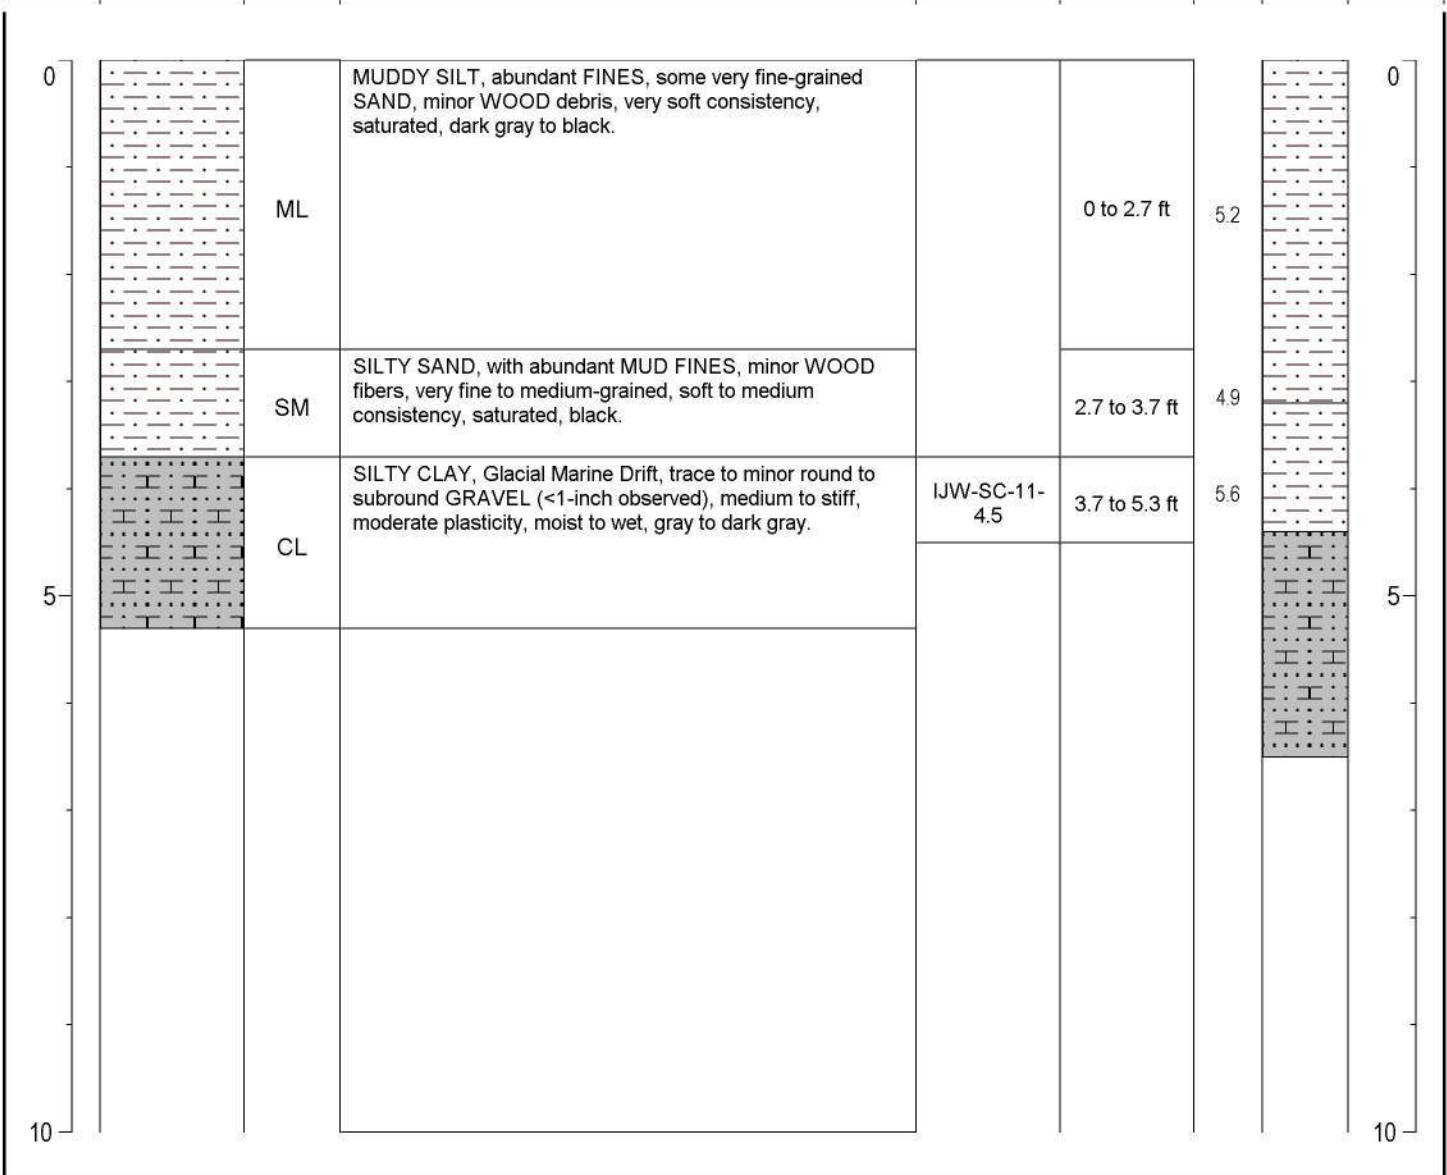 0
0
MUDDY SILT, abundant FINES, some very fine-grained
SAND, minor WOOD debris, very soft consistency,
saturated, dark gray to black.
ML
0 to 2.7 ft
5.2
SILTY SAND, with abundant MUD FINES, minor WOOD
fibers, very fine to medium-grained, soft to medium
consistency, saturated, black.
SM
2.7 to 3.7 ft
4.9
SILTY CLAY, Glacial Marine Drift, trace to minor round to
subround GRAVEL (<1-inch observed), medium to stiff,
moderate plasticity, moist to wet, gray to dark gray.
CL
IJW-SC-11-
4.5
3.7 to 5.3 ft
5.6
5
5
10
10